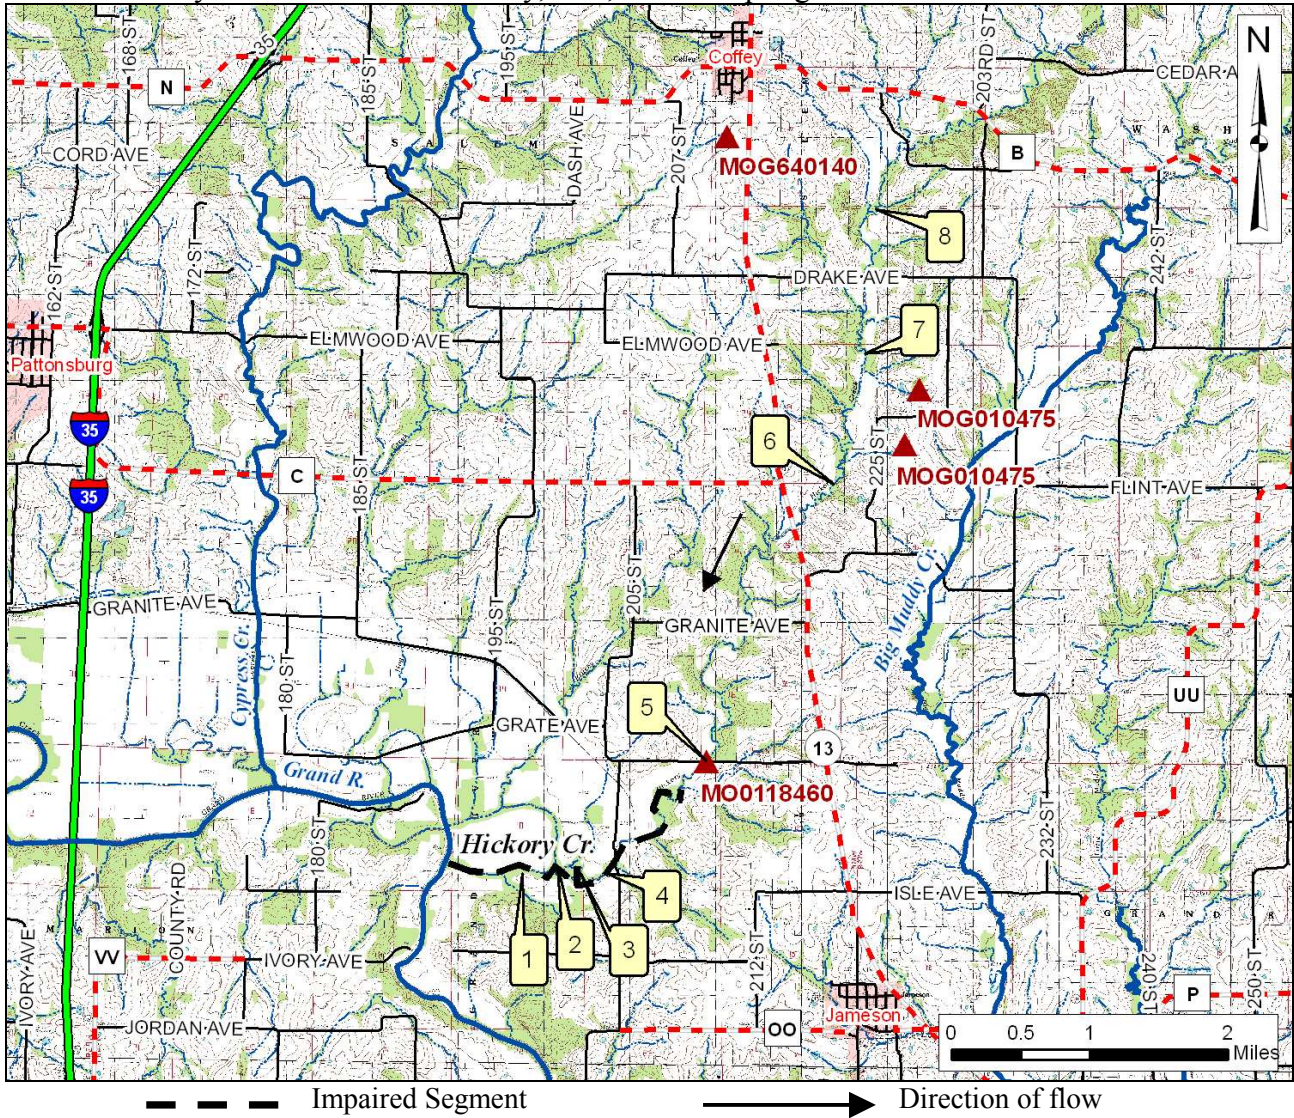 35
168 ST
185 ST
195 ST
Coffey
203RD ST
CEDAR A
N
N
CORD AVE
S A L E M
DASH AVE
207 ST
MOG640140
B
W A S H
162 ST
172 ST
8
242 ST
DRAKE AVE
7
ELMWOOD AVE
ELMWOOD AVE
Pattonsburg
MOG010475
35
6
225 ST
MOG010475
C
185 ST
35
FLINT AVE
205 ST
Big Muddy Cr.
GRANITE AVE
GRANITE AVE
Cypress Cr.
180 ST
195 ST
UU
5
GRATE AVE
13
Grand R.
MO0118460
180 ST
Hickory Cr.
232 ST
4
ISLE AVE
COUNTY RD
G R A N D
M A R I O N
1
2
3
212 ST
IVORY AVE
VV
IVORY AVE
240 ST
250 ST
P
JORDAN AVE
OO
Jameson
0 0.5 1 2
Miles
Impaired Segment
Direction of flow